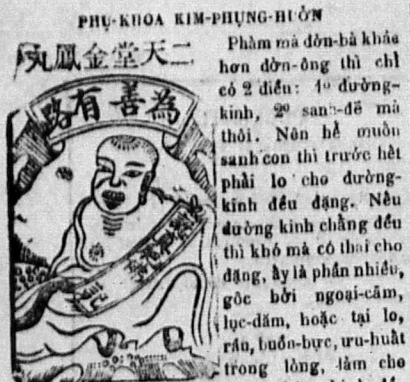 PHỤ-KHOA KIM-PHỤNG-HUỜN
二天堂金鳳丸
為善有路
Phàm mà đờn-bà khác
hơn đờn-ông thì chỉ
có 2 điều: 1º đường-
kinh, 2º sanh-đẽ mà
thôi. Nên hễ muốn
sanh con thì trước hết
phải lo cho đường-
kinh đều đặng. Nếu
đường kinh chẳng đều
thì khó mà có thai cho
đặng, ấy là phần nhiều,
gốc bởi ngoại-cãm,
lục-dâm, hoặc tại lo,
rầu, buồn-bực, ưu-huất
trong lòng, làm cho